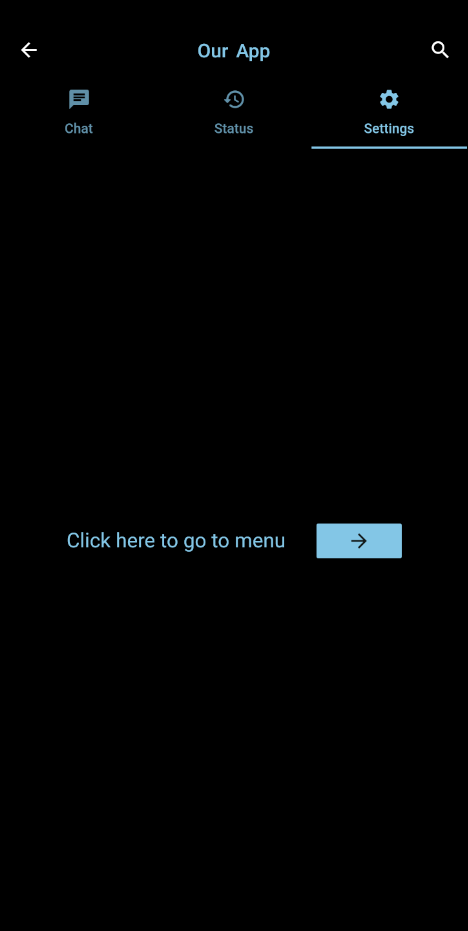 Our App
Chat
Status
Settings
Click here to go to menu